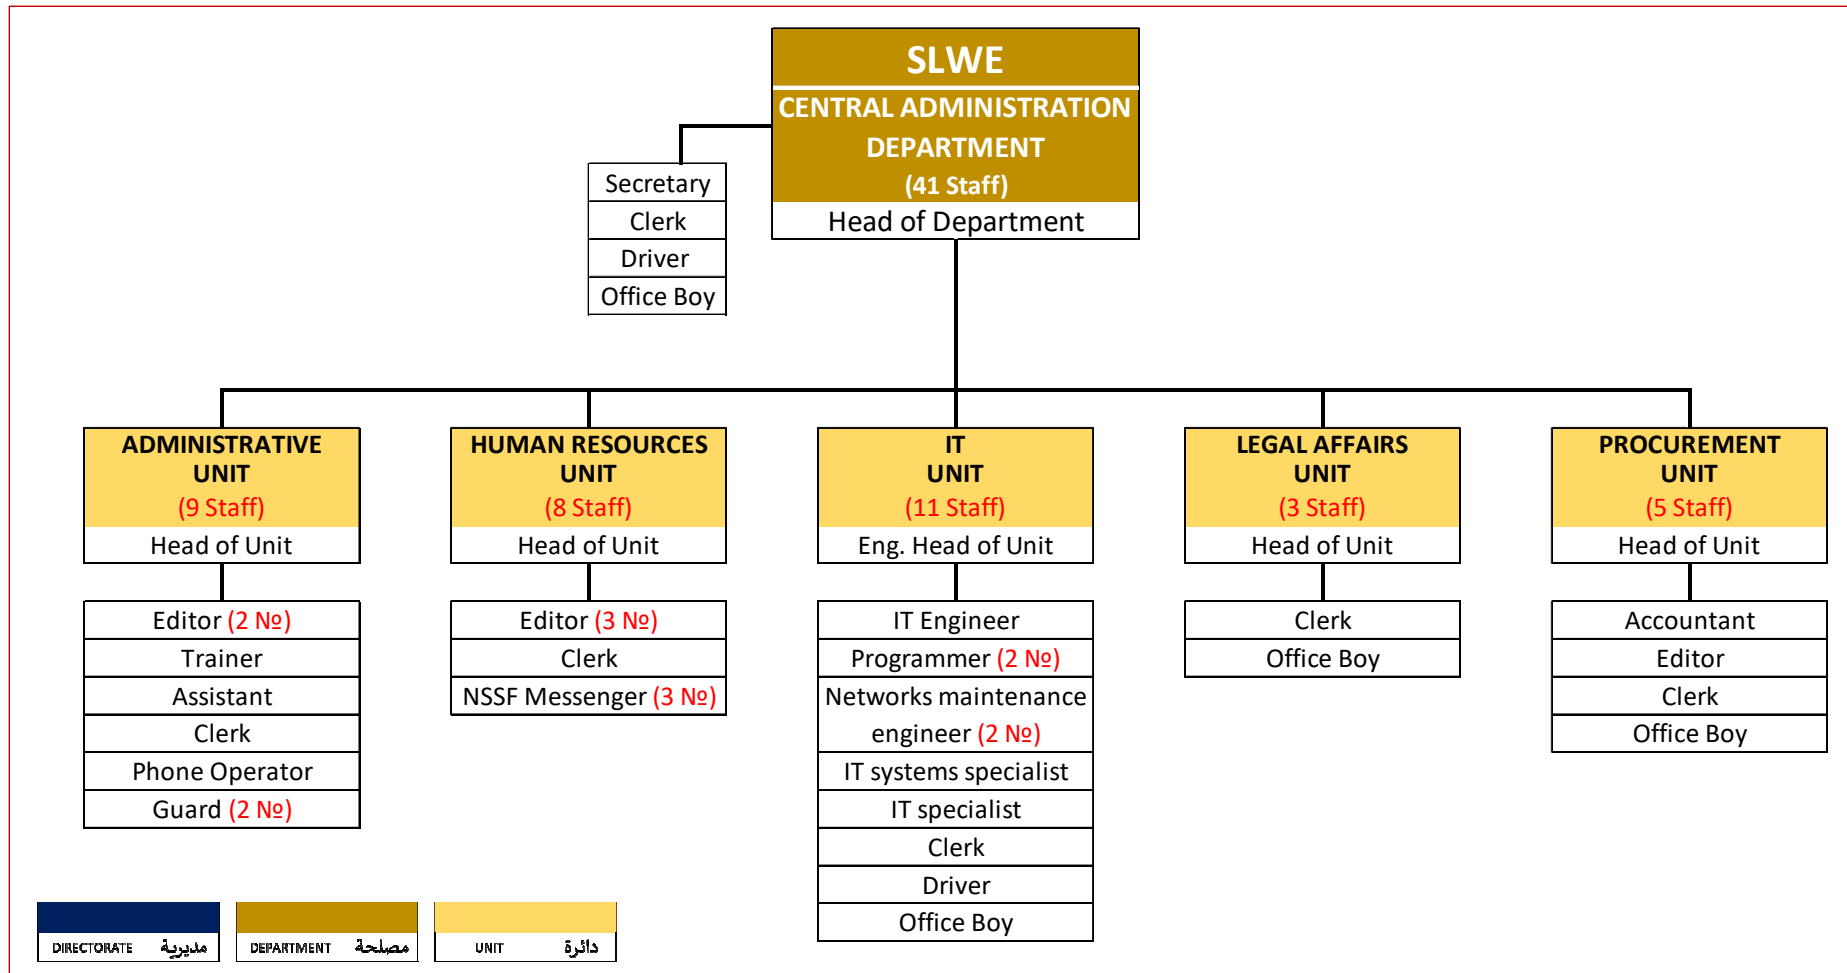 SLWE
CENTRAL ADMINISTRATION
DEPARTMENT
(41 Staff)
Head of Department
Secretary
Clerk
Driver
Office Boy
ADMINISTRATIVE
UNIT
(9 Staff)
Head of Unit
Editor (2 №)
Trainer
Assistant
Clerk
Phone Operator
Guard (2 №)
HUMAN RESOURCES
UNIT
(8 Staff)
Head of Unit
Editor (3 №)
Clerk
NSSF Messenger (3 №)
IT
UNIT
(11 Staff)
Eng. Head of Unit
IT Engineer
Programmer (2 №)
Networks maintenance
engineer (2 №)
IT systems specialist
IT specialist
Clerk
Driver
Office Boy
LEGAL AFFAIRS
UNIT
(3 Staff)
Head of Unit
Clerk
Office Boy
PROCUREMENT
UNIT
(5 Staff)
Head of Unit
Accountant
Editor
Clerk
Office Boy
DIRECTORATE مديرية
DEPARTMENT مصلحة
UNIT دائرة